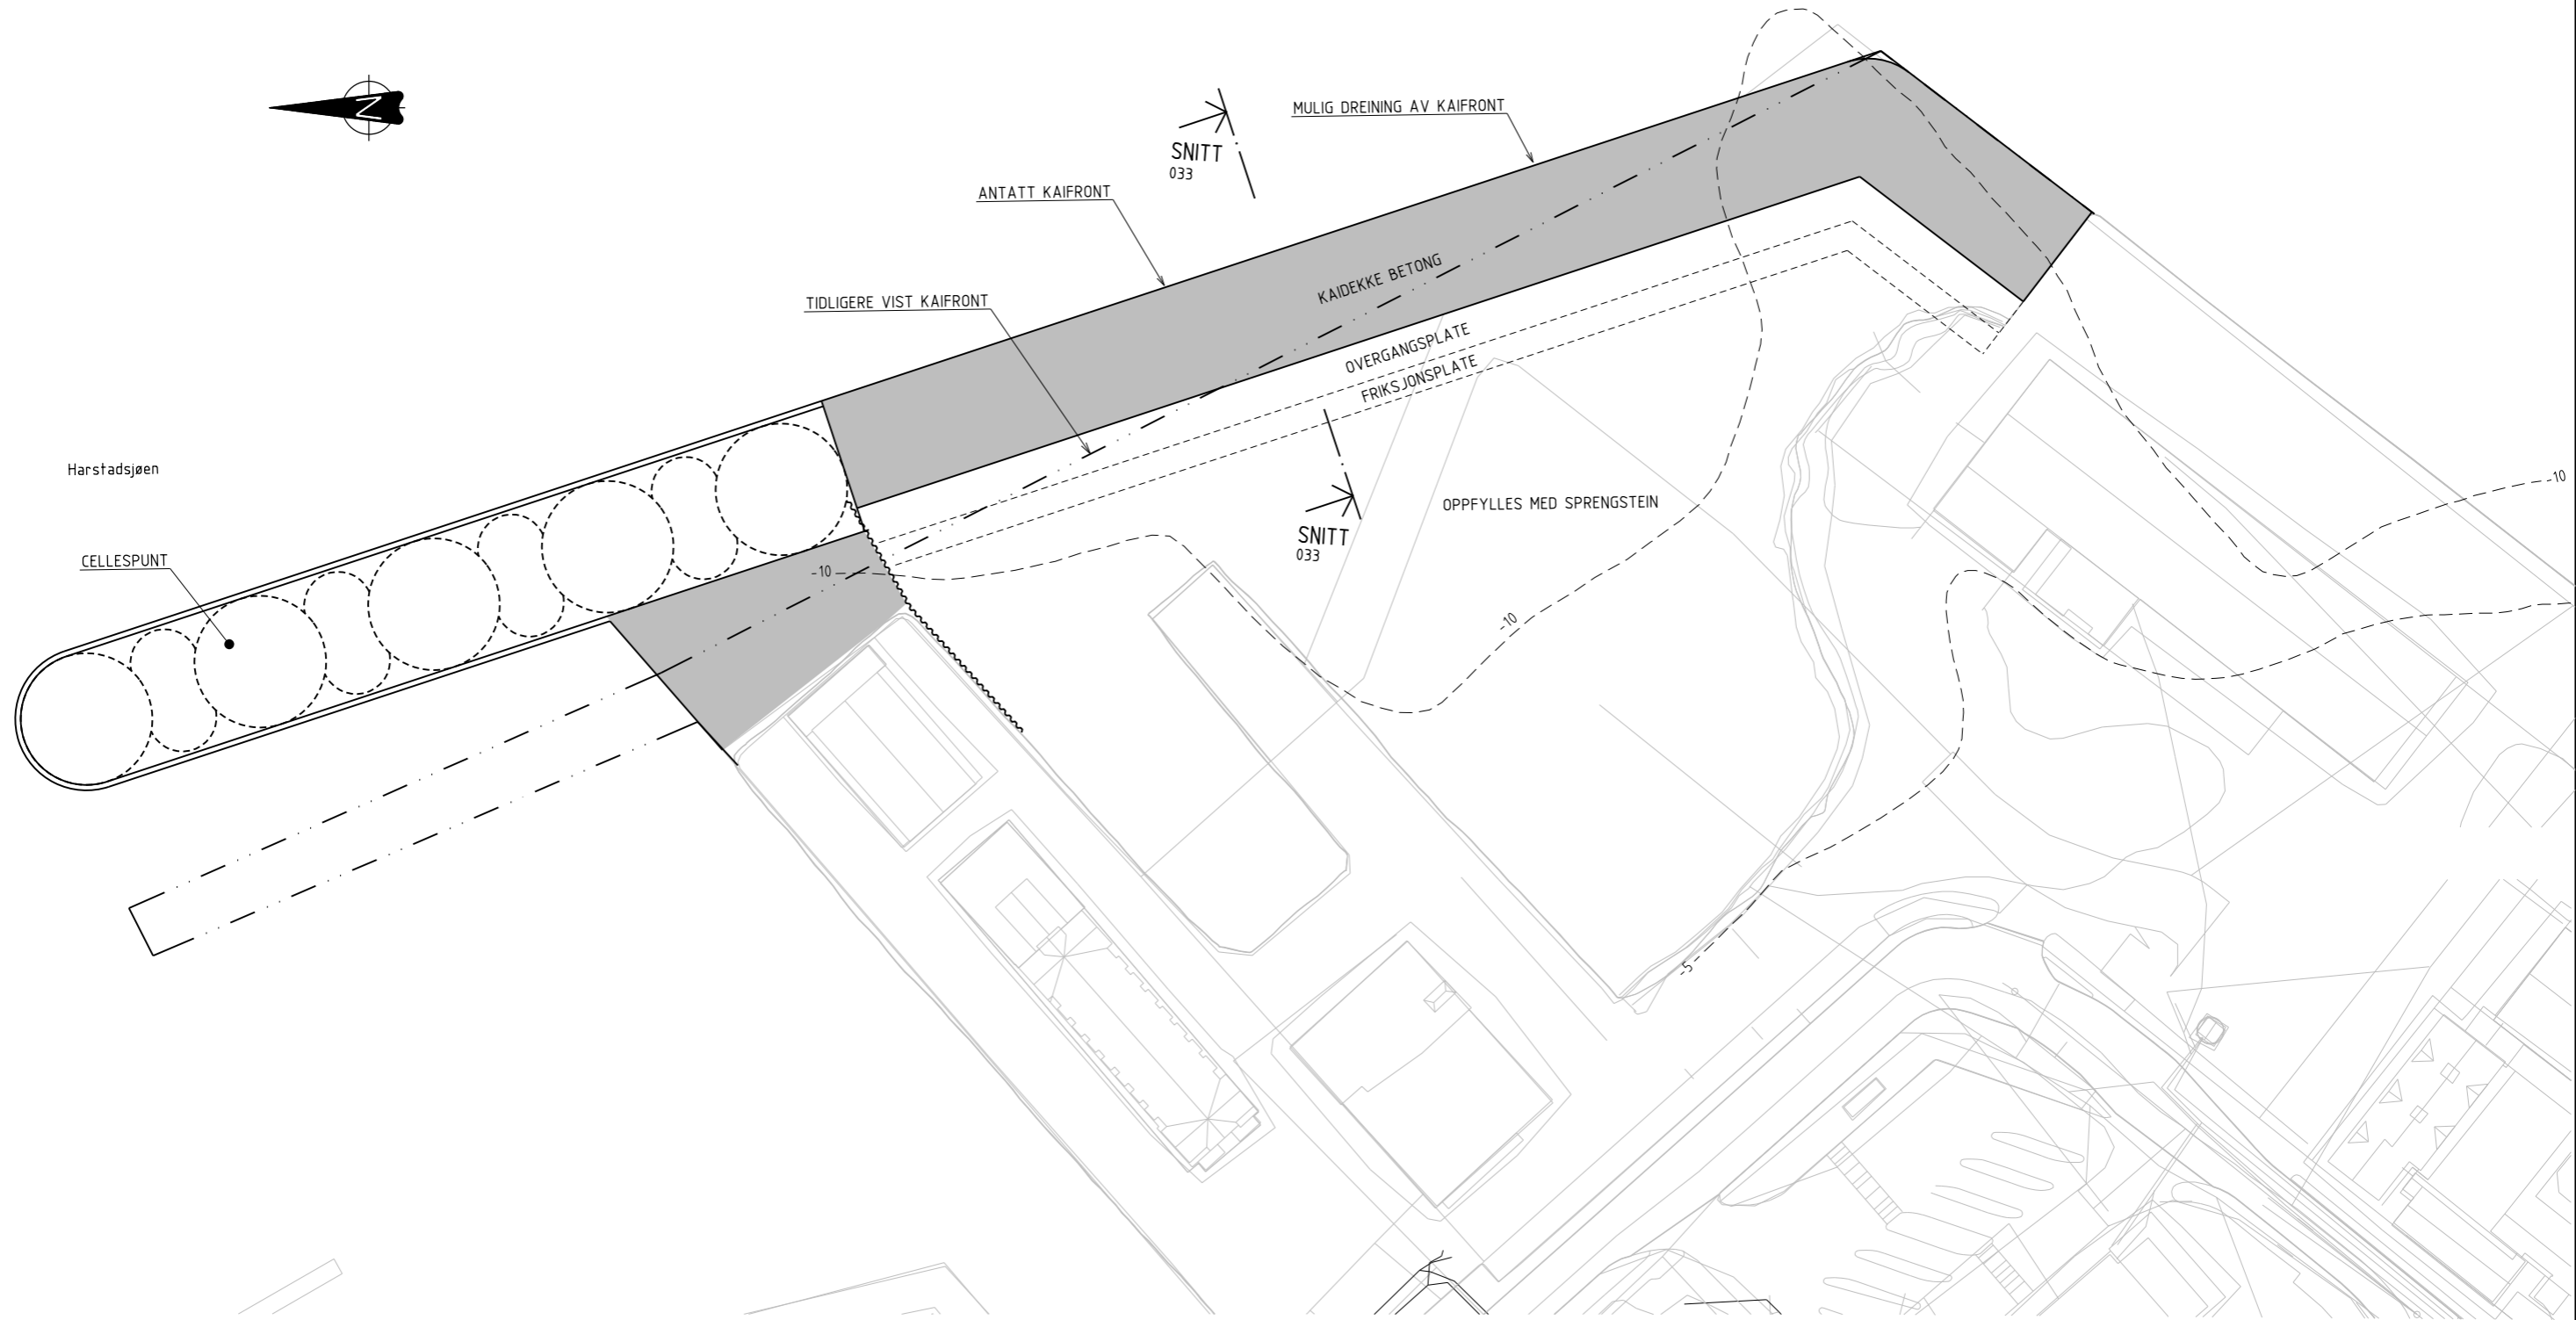 N
MULIG DREINING AV KAIFRONT
SNITT
033
ANTATT KAIFRONT
TIDLIGERE VIST KAIFRONT
KAIDEKKE BETONG
OVERGANGSPLATE
FRIKSJONSPLATE
Harstadsjøen
-10
OPPFYLLES MED SPRENGSTEIN
SNITT
033
CELLESPUNT
-10
-10
-5